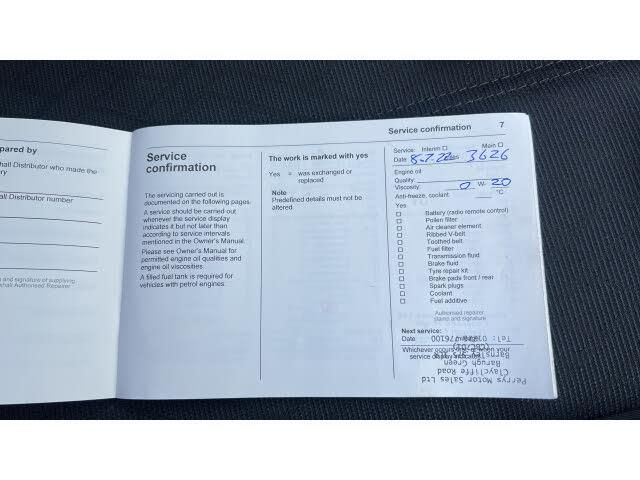 pared by
hall Distributor who made the
ry
hall Distributor number
and signature of supplying
hall Authorised Repairer
Service
confirmation
The servicing carried out is
documented on the following pages.
A service should be carried out
whenever the service display
indicates it but not later than
according to service intervals
mentioned in the Owner's Manual.
Please see Owner's Manual for
permitted engine oil qualities and
engine oil viscosities.
A filled fuel tank is required for
vehicles with petrol engines.
The work is marked with yes
Yes = was exchanged or
replaced
Note
Predefined details must not be
altered.
Service confirmation 7
Service: Interim Main
Date 8.7.22 3626
Engine oil
Quality:
Viscosity: 0 W- 20
Anti-freeze, coolant °C
Yes
Battery (radio remote control)
Pollen filter
Air cleaner element
Ribbed V-belt
Toothed belt
Fuel filter
Transmission fluid
Brake fluid
Tyre repair kit
Brake pads front / rear
Spark plugs
Coolant
Fuel additive
Authorised repairer
stamp and signature
Next service:
Date
Whichever occurs on your
service display indicated
Perrys Motor Sales Ltd
Claycliffe Road
Barugh Green
Barnsley
Tel: 476100